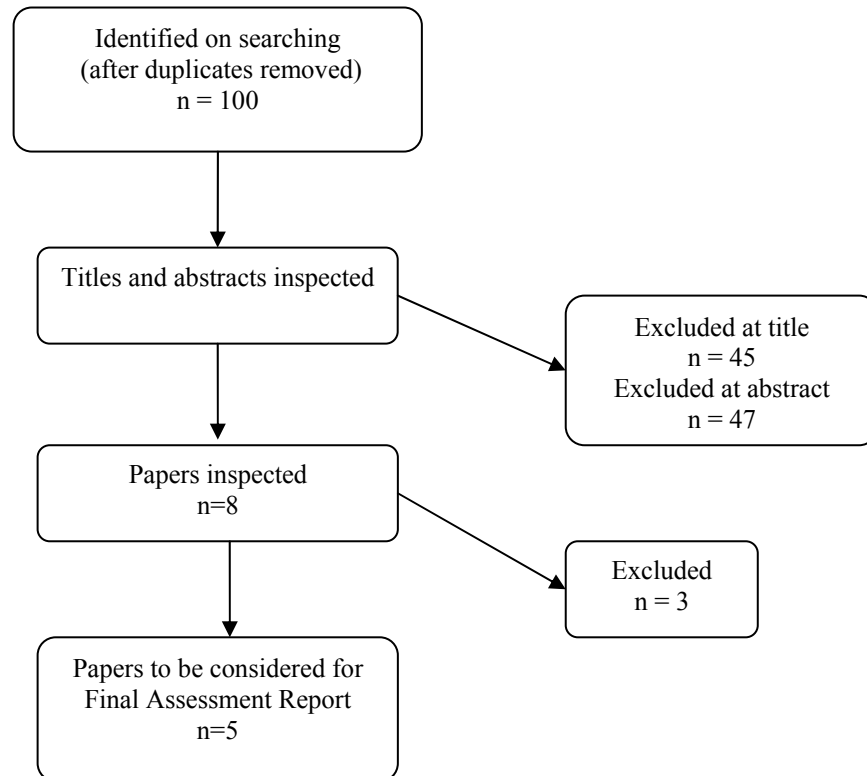 Identified on searching
(after duplicates removed)
n = 100
Titles and abstracts inspected
Excluded at title
n = 45
Excluded at abstract
n = 47
Papers inspected
n=8
Excluded
n = 3
Papers to be considered for
Final Assessment Report
n=5